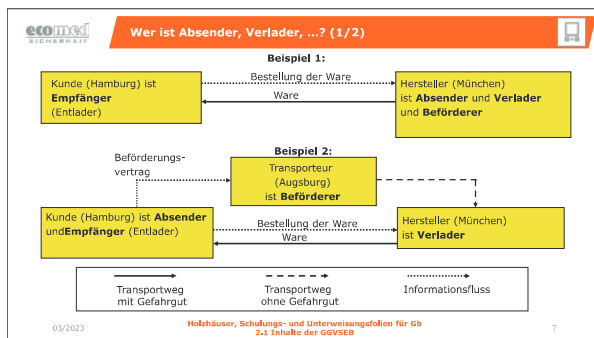 ecomed
SICHERHEIT
Wer ist Absender, Verlader, …? (1/2)
Beispiel 1:
Kunde (Hamburg) ist
Empfänger
(Entlader)
Bestellung der Ware
Ware
Hersteller (München)
ist Absender und Verlader
und Beförderer
Beispiel 2:
Beförderungs-
vertrag
Transporteur
(Augsburg)
ist Beförderer
Kunde (Hamburg) ist Absender
undEmpfänger (Entlader)
Bestellung der Ware
Ware
Hersteller (München)
ist Verlader
Transportweg
mit Gefahrgut
Transportweg
ohne Gefahrgut
Informationsfluss
03/2023
Holzhäuser, Schulungs- und Unterweisungsfolien für Gb
2.1 Inhalte der GGVSEB
7